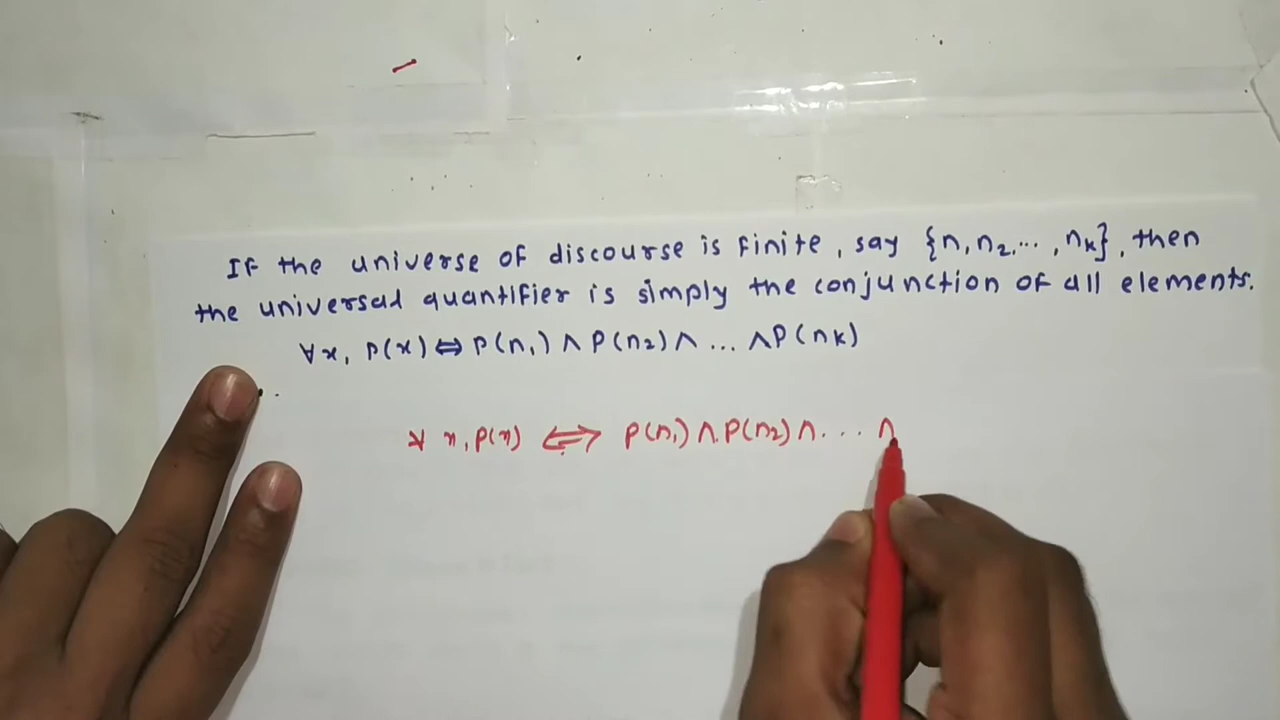 If the universe of discourse is finite, say {n, n₂,... , nₖ}, then
the universal quantifier is simply the conjunction of all elements.
∀x, P(x) ⇔ P(n₁) ∧ P(n₂) ∧ ... ∧ P(nₖ)
∀ x, P(x) ⇔ P(n₁) ∧ P(n₂) ∧ .... ∧